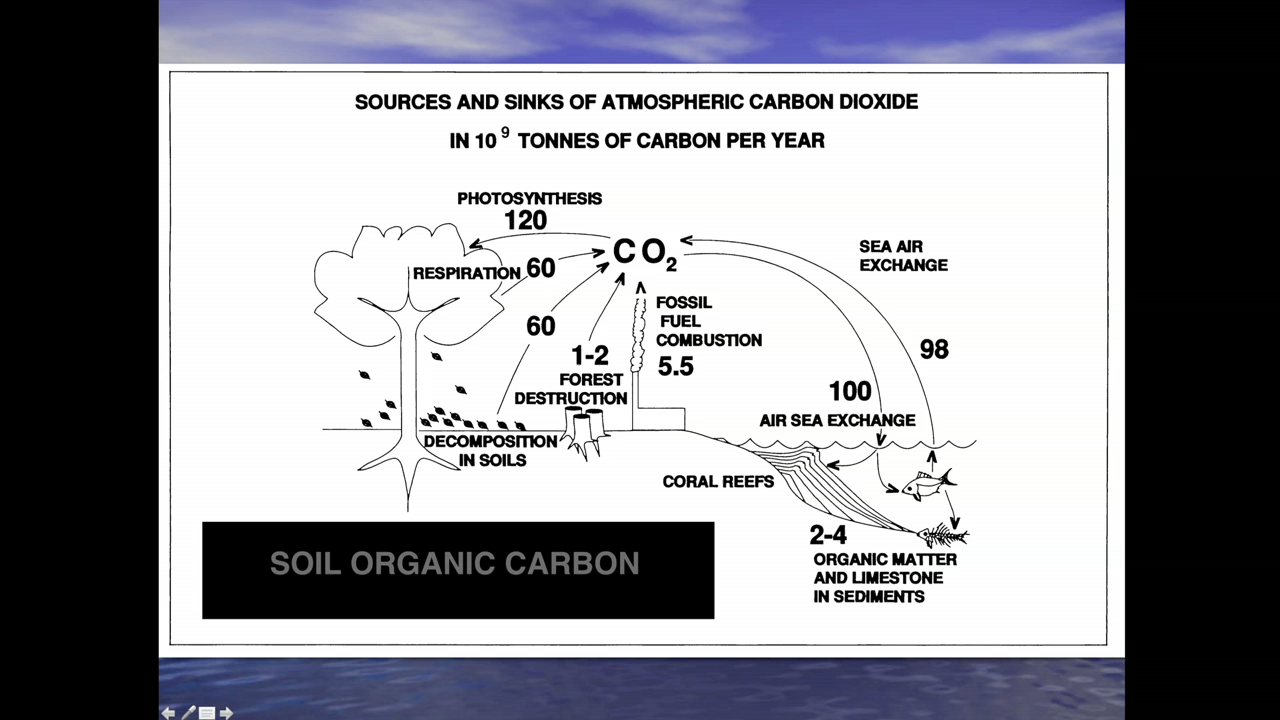 SOURCES AND SINKS OF ATMOSPHERIC CARBON DIOXIDE
IN 10⁹ TONNES OF CARBON PER YEAR
PHOTOSYNTHESIS
120
CO₂
SEA AIR
EXCHANGE
RESPIRATION 60
60
FOSSIL
FUEL
COMBUSTION
5.5
98
1-2
FOREST
DESTRUCTION
100
AIR SEA EXCHANGE
DECOMPOSITION
IN SOILS
CORAL REEFS
2-4
ORGANIC MATTER
AND LIMESTONE
IN SEDIMENTS
SOIL ORGANIC CARBON